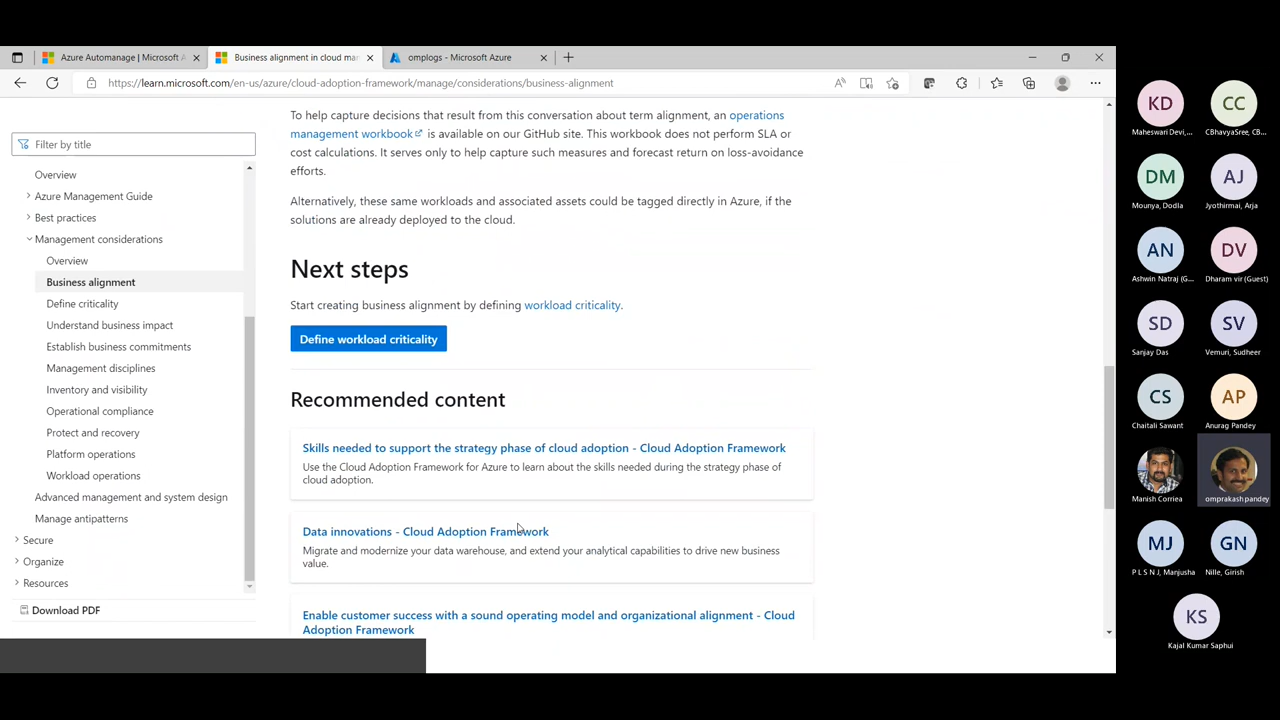 Azure Automanage | Microsoft A
Business alignment in cloud ma
omplogs - Microsoft Azure
https://learn.microsoft.com/en-us/azure/cloud-adoption-framework/manage/considerations/business-alignment
Filter by title
Overview
Azure Management Guide
Best practices
Management considerations
Overview
Business alignment
Define criticality
Understand business impact
Establish business commitments
Management disciplines
Inventory and visibility
Operational compliance
Protect and recovery
Platform operations
Workload operations
Advanced management and system design
Manage antipatterns
Secure
Organize
Resources
Download PDF
To help capture decisions that result from this conversation about term alignment, an operations
management workbook is available on our GitHub site. This workbook does not perform SLA or
cost calculations. It serves only to help capture such measures and forecast return on loss-avoidance
efforts.
Alternatively, these same workloads and associated assets could be tagged directly in Azure, if the
solutions are already deployed to the cloud.
Next steps
Start creating business alignment by defining workload criticality.
Define workload criticality
Recommended content
Skills needed to support the strategy phase of cloud adoption - Cloud Adoption Framework
Use the Cloud Adoption Framework for Azure to learn about the skills needed during the strategy phase of
cloud adoption.
Data innovations - Cloud Adoption Framework
Migrate and modernize your data warehouse, and extend your analytical capabilities to drive new business
value.
Enable customer success with a sound operating model and organizational alignment - Cloud
Adoption Framework
KD
Maheswari Devi,...
CC
CBhavyaSree, CB...
DM
Mounya, Dodla
AJ
Jyothirmai, Arja
AN
Ashwin Natraj (G...
DV
Dharam vir (Guest)
SD
Sanjay Das
SV
Vemuri, Sudheer
CS
Chaitali Sawant
AP
Anurag Pandey
Manish Corriea
omprakash pandey
MJ
P L S N J, Manjusha
GN
Nille, Girish
KS
Kajal Kumar Saphui